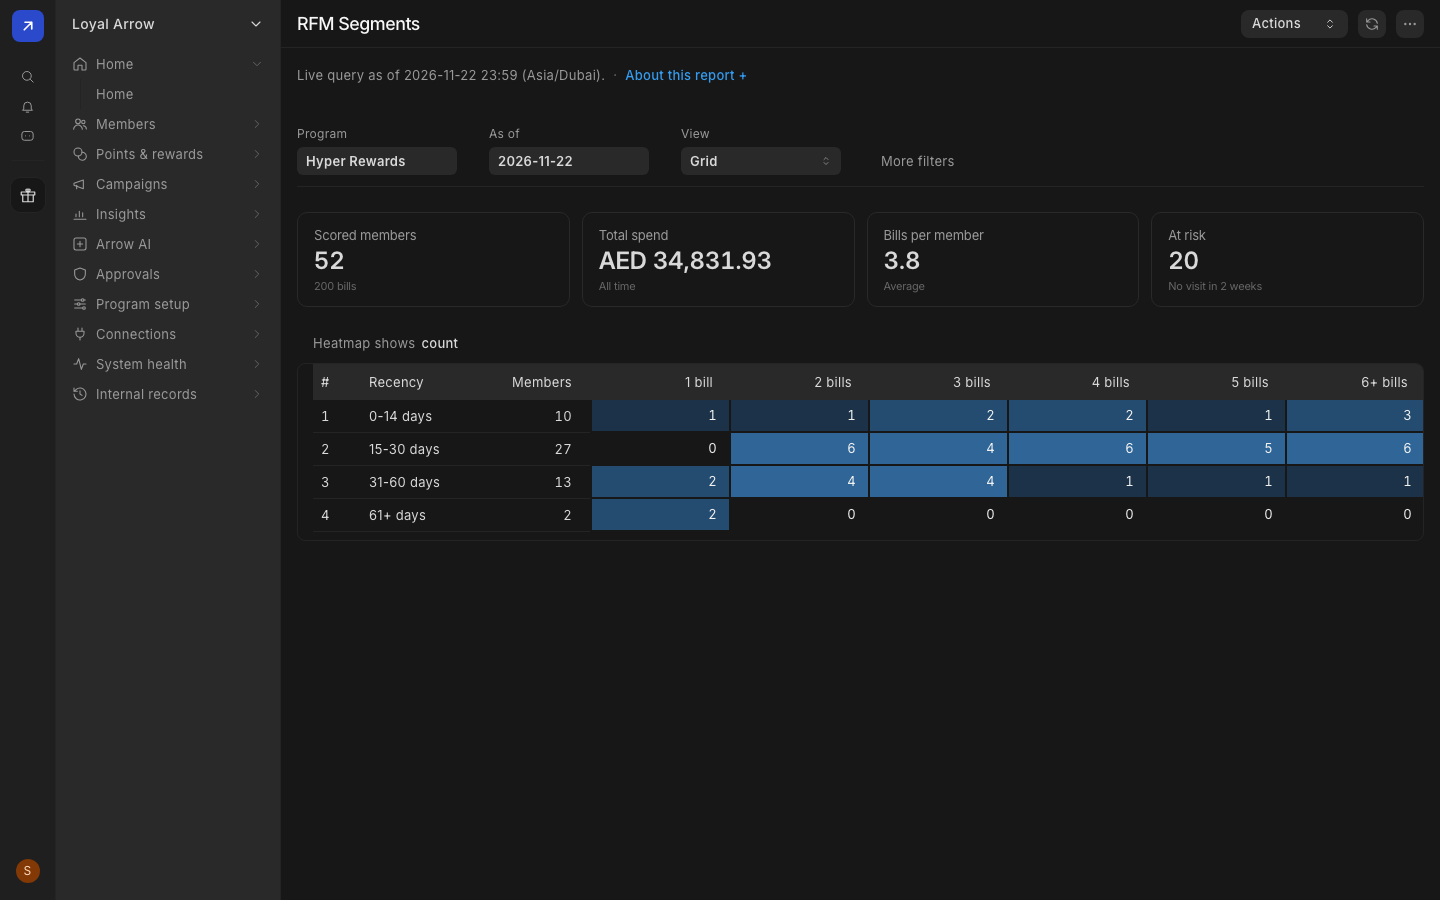 Loyal Arrow
RFM Segments
Actions
Live query as of 2026-11-22 23:59 (Asia/Dubai). · About this report +
Home
Home
Members
Points & rewards
Campaigns
Insights
Arrow AI
Approvals
Program setup
Connections
System health
Internal records
S
Program As of View
Hyper Rewards 2026-11-22 Grid More filters
Scored members Total spend Bills per member At risk
52 AED 34,831.93 3.8 20
200 bills All time Average No visit in 2 weeks
Heatmap shows count
# Recency Members 1 bill 2 bills 3 bills 4 bills 5 bills 6+ bills
1 0-14 days 10 1 1 2 2 1 3
2 15-30 days 27 0 6 4 6 5 6
3 31-60 days 13 2 4 4 1 1 1
4 61+ days 2 2 0 0 0 0 0